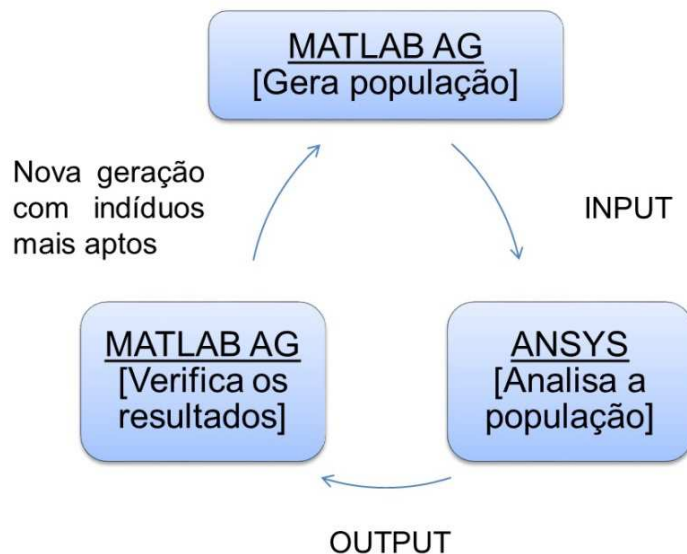 MATLAB AG
[Gera população]
Nova geração
com indíduos
mais aptos
INPUT
MATLAB AG
[Verifica os
resultados]
ANSYS
[Analisa a
população]
OUTPUT